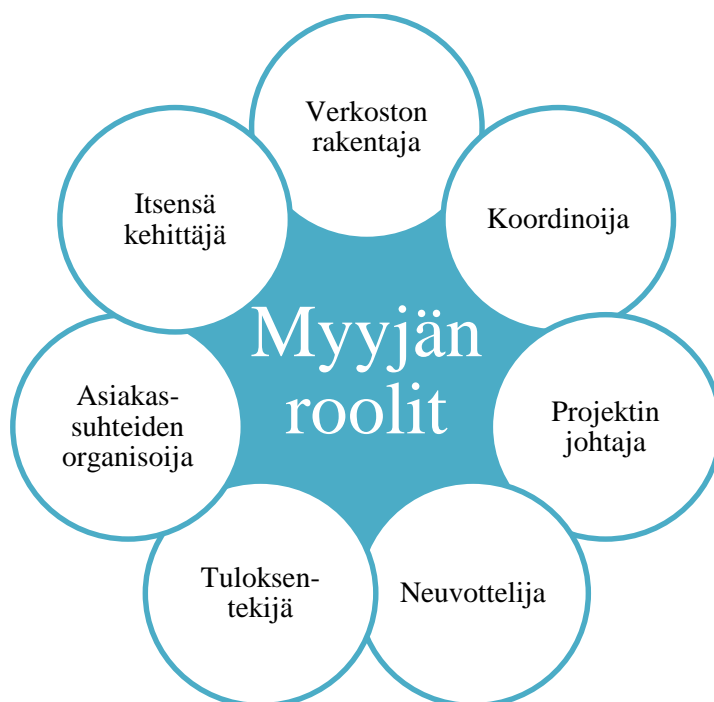 Verkoston
rakentaja
Koordinoija
Projektin
johtaja
Neuvottelija
Tuloksen-
tekijä
Asiakas-
suhteiden
organisoija
Itsensä
kehittäjä
Myyjän
roolit